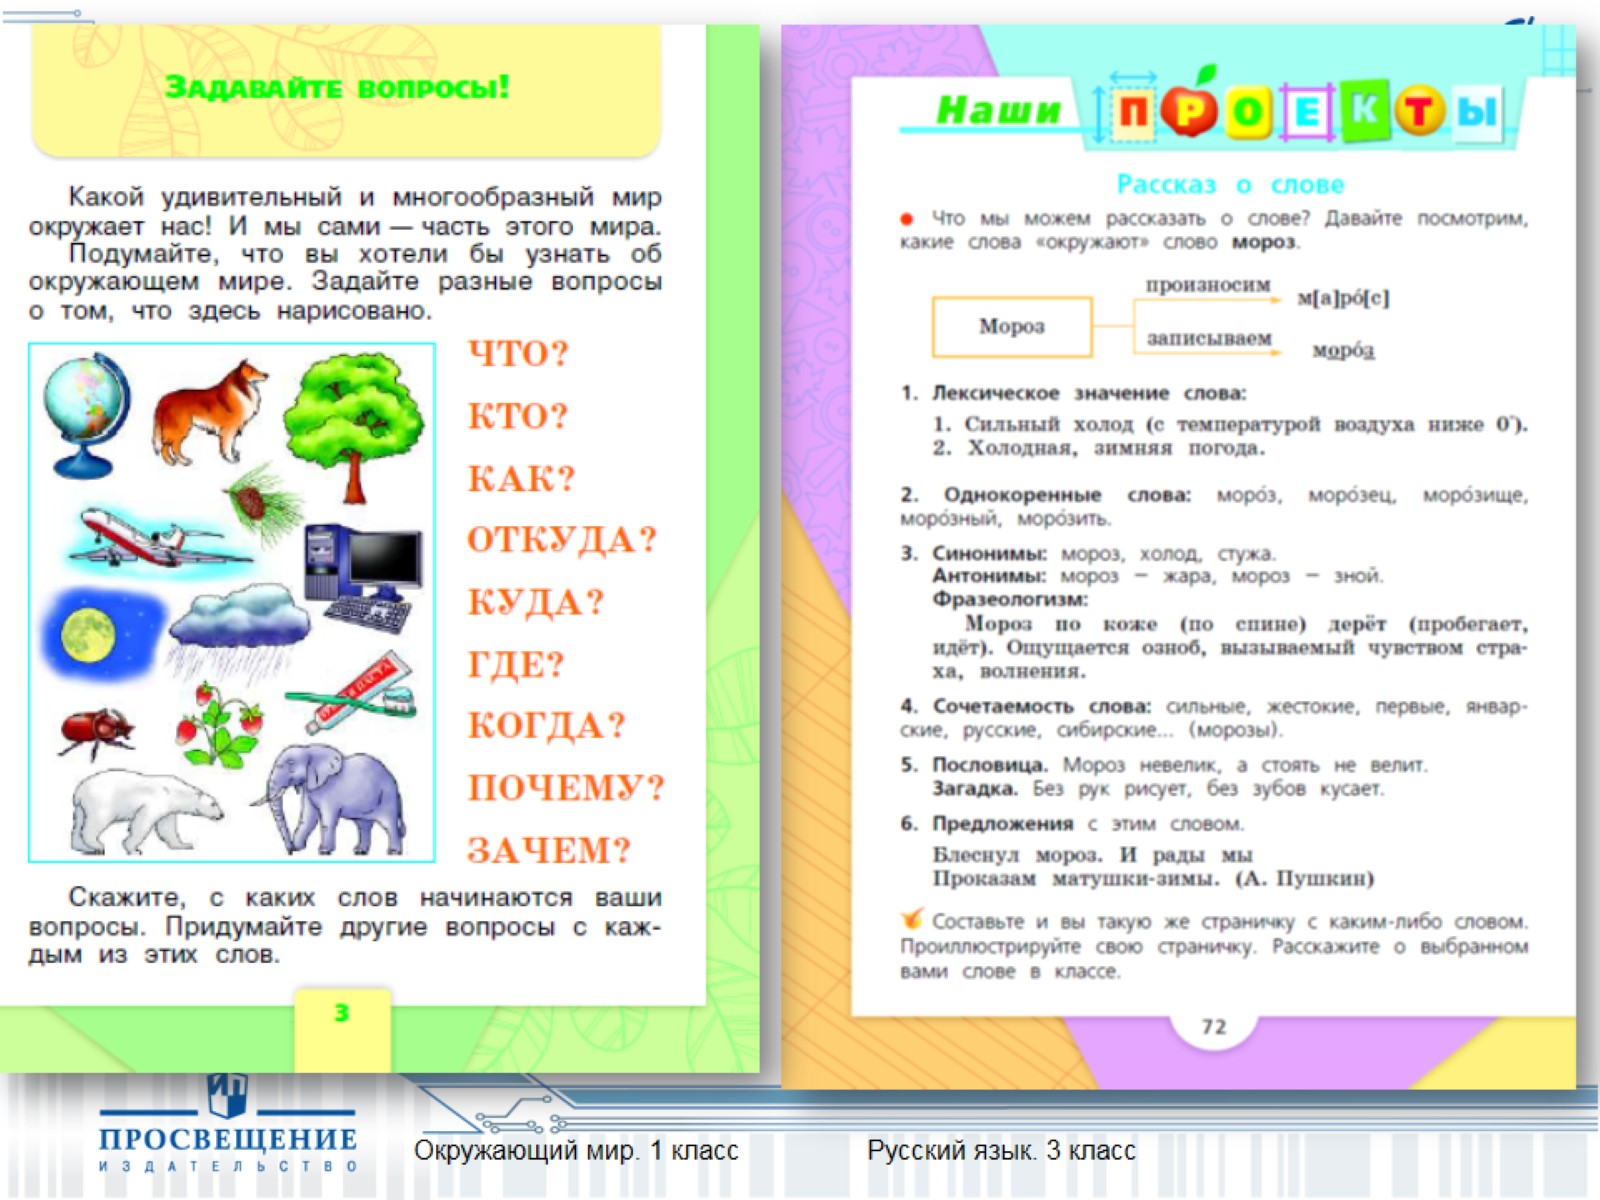 ЗАДАВАЙТЕ ВОПРОСЫ!
Какой удивительный и многообразный мир
окружает нас! И мы сами — часть этого мира.
Подумайте, что вы хотели бы узнать об
окружающем мире. Задайте разные вопросы
о том, что здесь нарисовано.
ЧТО?
КТО?
КАК?
ОТКУДА?
КУДА?
ГДЕ?
КОГДА?
ПОЧЕМУ?
ЗАЧЕМ?
Скажите, с каких слов начинаются ваши
вопросы. Придумайте другие вопросы с каж-
дым из этих слов.
3
Наши ПРОЕКТЫ
Рассказ о слове
Что мы можем рассказать о слове? Давайте посмотрим,
какие слова «окружают» слово мороз.
произносим
м[а]ро́[с]
Мороз
записываем
моро́з
1. Лексическое значение слова:
1. Сильный холод (с температурой воздуха ниже 0°).
2. Холодная, зимняя погода.
2. Однокоренные слова: моро́з, моро́зец, моро́зище,
моро́зный, моро́зить.
3. Синонимы: мороз, холод, стужа.
Антонимы: мороз – жара, мороз – зной.
Фразеологизм:
Мороз по коже (по спине) дерёт (пробегает,
идёт). Ощущается озноб, вызываемый чувством стра-
ха, волнения.
4. Сочетаемость слова: сильные, жестокие, первые, январ-
ские, русские, сибирские... (морозы).
5. Пословица. Мороз невелик, а стоять не велит.
Загадка. Без рук рисует, без зубов кусает.
6. Предложения с этим словом.
Блеснул мороз. И рады мы
Проказам матушки-зимы. (А. Пушкин)
Составьте и вы такую же страничку с каким-либо словом.
Проиллюстрируйте свою страничку. Расскажите о выбранном
вами слове в классе.
72
ПРОСВЕЩЕНИЕ
ИЗДАТЕЛЬСТВО
Окружающий мир. 1 класс
Русский язык. 3 класс